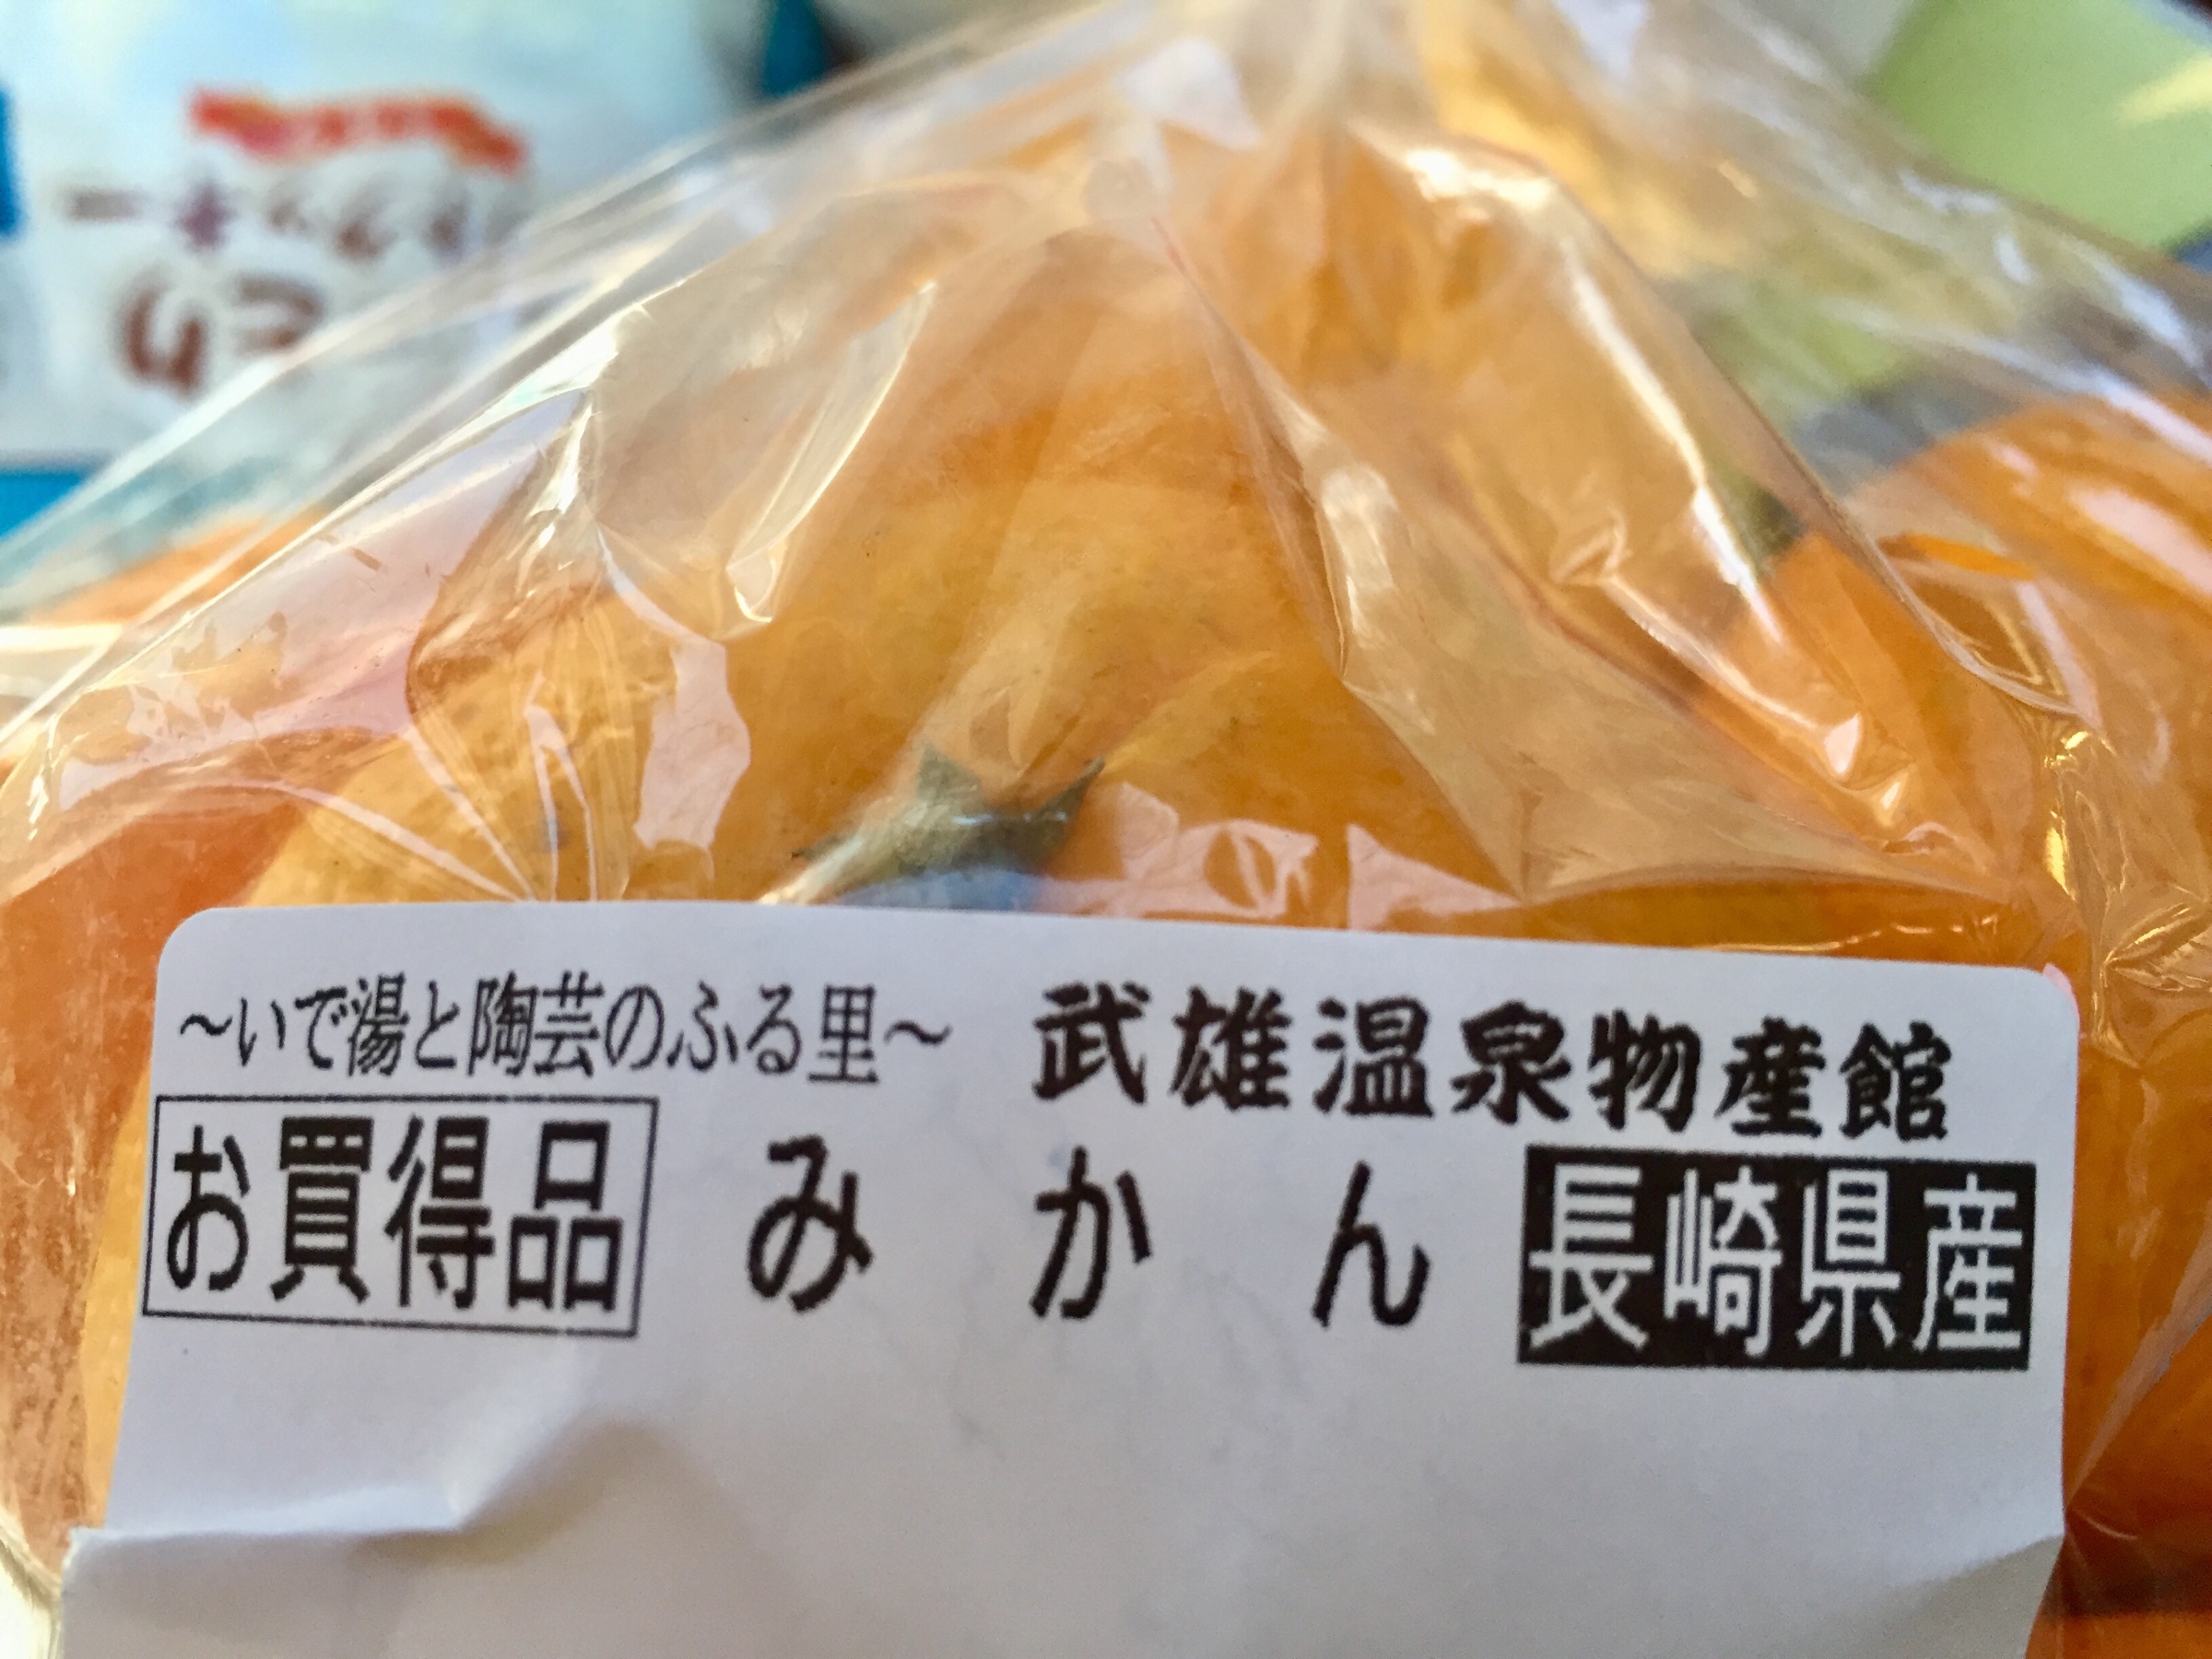 〜いで湯と陶芸のふる里〜 武雄温泉物産館
お買得品 みかん 長崎県産